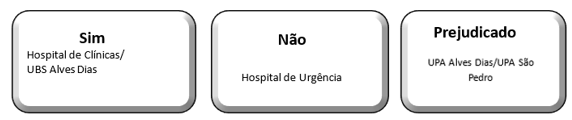 Sim
Hospital de Clínicas/
UBS Alves Dias
Não
Hospital de Urgência
Prejudicado
UPA Alves Dias/UPA São
Pedro